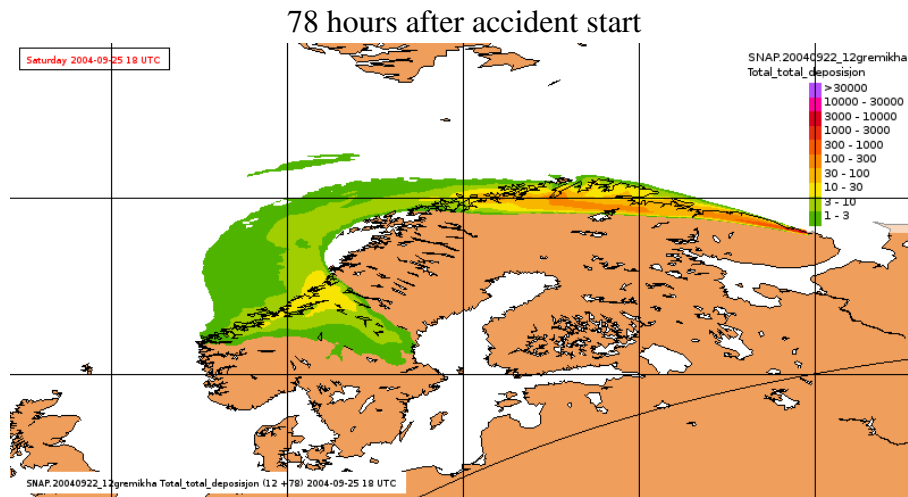 78 hours after accident start
Saturday 2004-09-25 18 UTC
SNAP.20040922_12gremikha
Total_total_deposisjon
>30000
10000 - 30000
3000 - 10000
1000 - 3000
300 - 1000
100 - 300
30 - 100
10 - 30
3 - 10
1 - 3
SNAP.20040922_12gremikha Total_total_deposisjon (12 +78) 2004-09-25 18 UTC